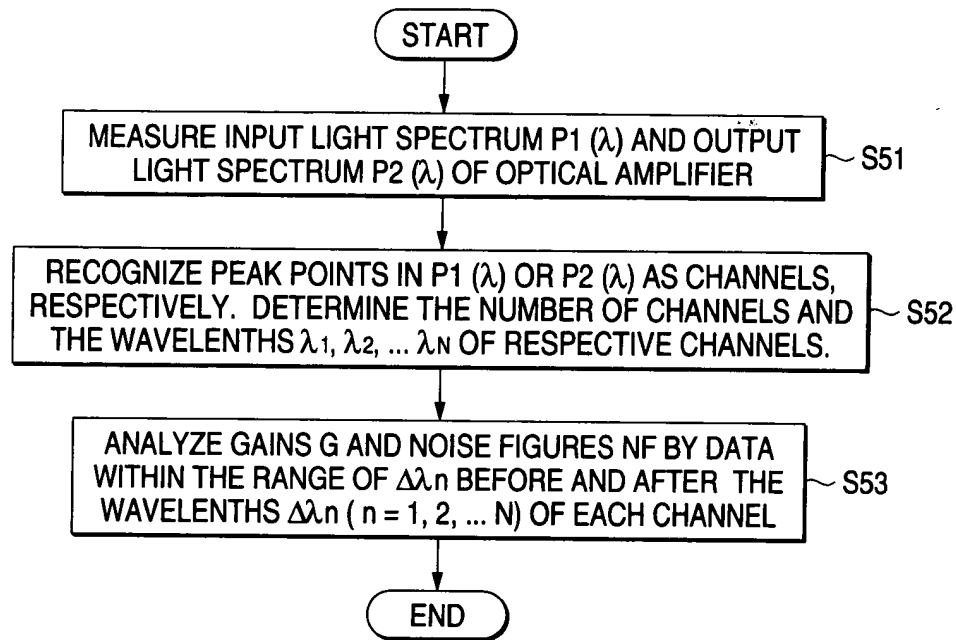 START
MEASURE INPUT LIGHT SPECTRUM P1 (λ) AND OUTPUT
LIGHT SPECTRUM P2 (λ) OF OPTICAL AMPLIFIER
S51
RECOGNIZE PEAK POINTS IN P1 (λ) OR P2 (λ) AS CHANNELS,
RESPECTIVELY. DETERMINE THE NUMBER OF CHANNELS AND
THE WAVELENTHS λ1, λ2, ... λN OF RESPECTIVE CHANNELS.
S52
ANALYZE GAINS G AND NOISE FIGURES NF BY DATA
WITHIN THE RANGE OF Δλn BEFORE AND AFTER THE
WAVELENTHS Δλn ( n = 1, 2, ... N) OF EACH CHANNEL
S53
END